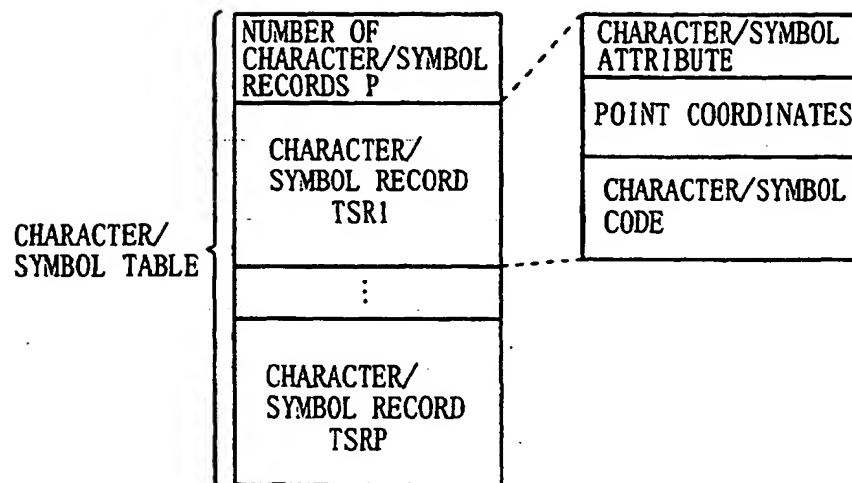 NUMBER OF
CHARACTER/SYMBOL
RECORDS P
CHARACTER/
SYMBOL RECORD
TSR1
⋮
CHARACTER/
SYMBOL RECORD
TSRP
CHARACTER/
SYMBOL TABLE
CHARACTER/SYMBOL
ATTRIBUTE
POINT COORDINATES
CHARACTER/SYMBOL
CODE